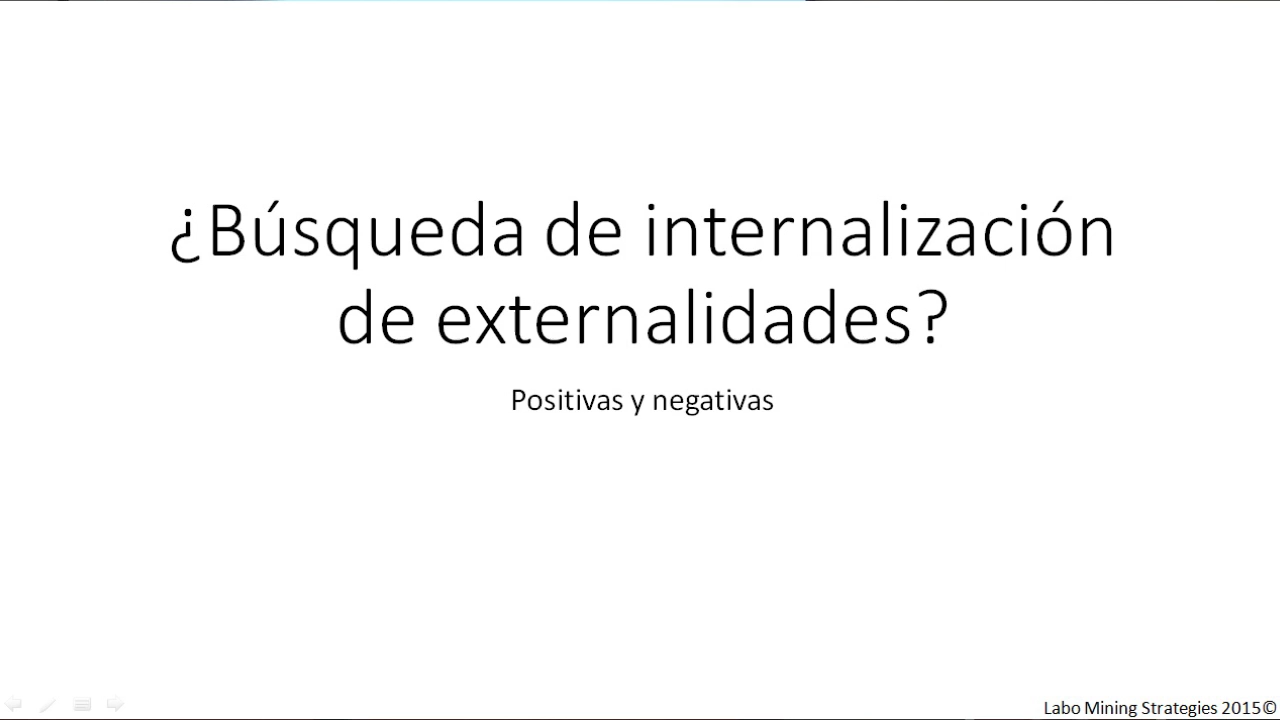 ¿Búsqueda de internalización
de externalidades?
Positivas y negativas
Labo Mining Strategies 2015©